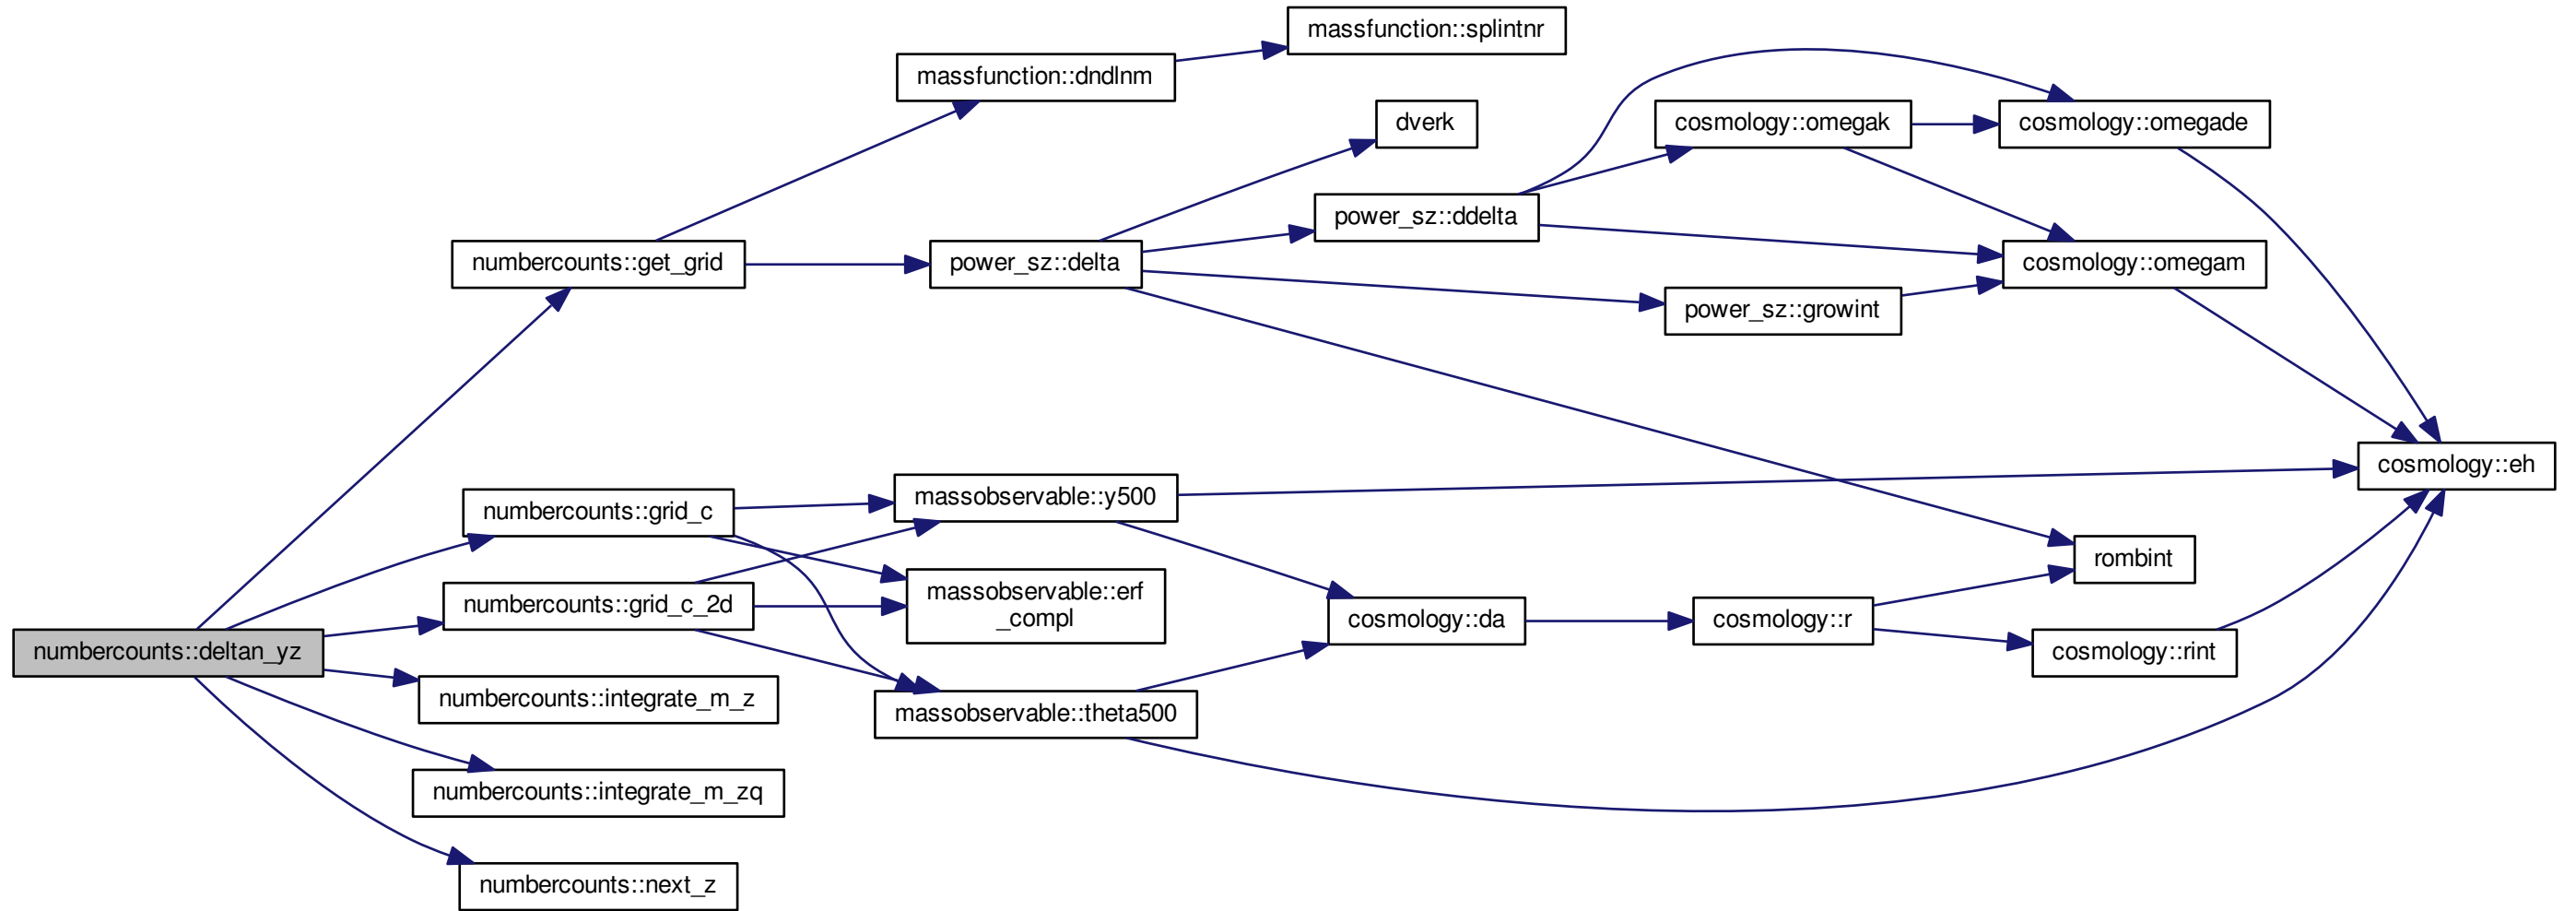 massfunction::splintnr
massfunction::dndlnm
dverk
cosmology::omegak
cosmology::omegade
power_sz::ddelta
numbercounts::get_grid
power_sz::delta
cosmology::omegam
power_sz::growint
cosmology::eh
massobservable::y500
numbercounts::grid_c
rombint
massobservable::erf
_compl
numbercounts::grid_c_2d
cosmology::da
cosmology::r
numbercounts::deltan_yz
cosmology::rint
numbercounts::integrate_m_z
massobservable::theta500
numbercounts::integrate_m_zq
numbercounts::next_z